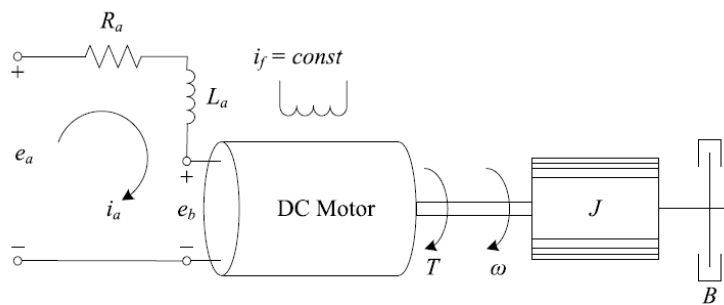 R_a
i_f = const
+
L_a
e_a
i_a
+
e_b
DC Motor
J
−
−
T
ω
B